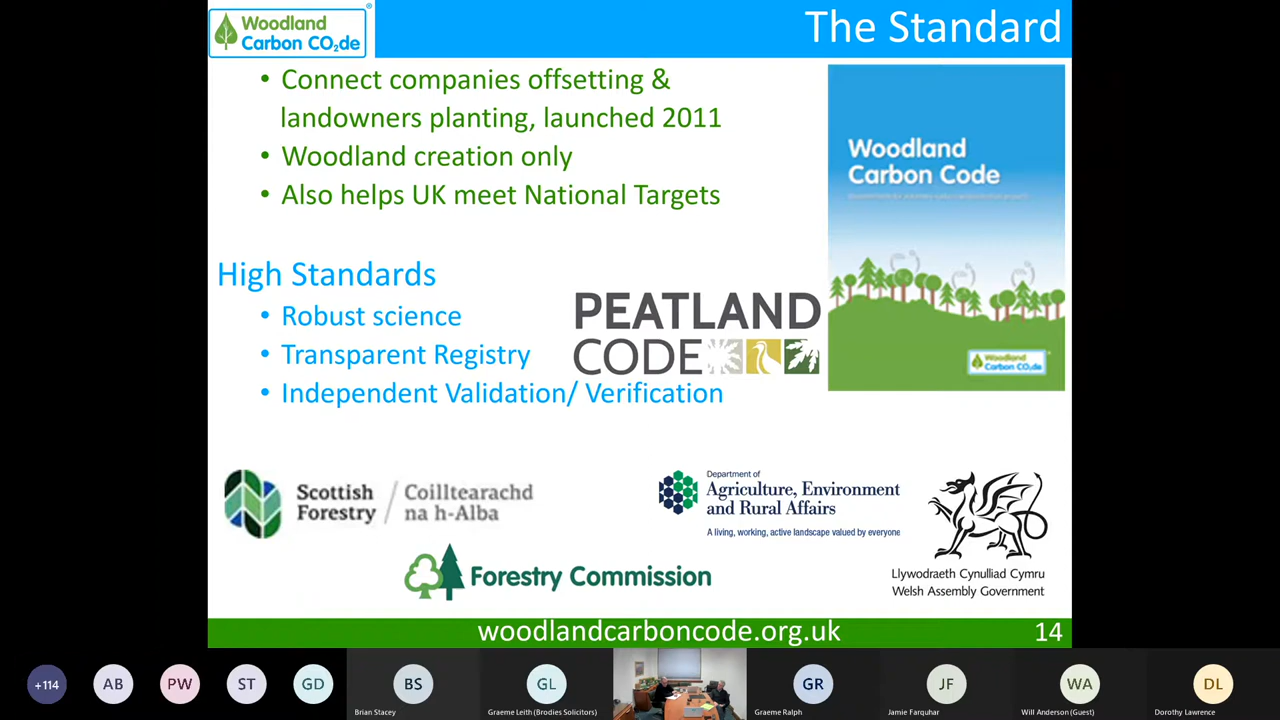 Woodland
Carbon CO₂de
®
The Standard
• Connect companies offsetting &
landowners planting, launched 2011
• Woodland creation only
• Also helps UK meet National Targets
Woodland
Carbon Code
High Standards
• Robust science
• Transparent Registry
• Independent Validation/ Verification
PEATLAND
CODE
Woodland
Carbon CO₂de
Scottish
Forestry
Coilltearachd
na h-Alba
Department of
Agriculture, Environment
and Rural Affairs
A living, working, active landscape valued by everyone
Forestry Commission
Llywodraeth Cynulliad Cymru
Welsh Assembly Government
woodlandcarboncode.org.uk
14
+114
AB
PW
ST
GD
BS
GL
GR
JF
WA
DL
Brian Stacey
Graeme Leith (Brodies Solicitors)
Graeme Ralph
Jamie Farquhar
Will Anderson (Guest)
Dorothy Lawrence